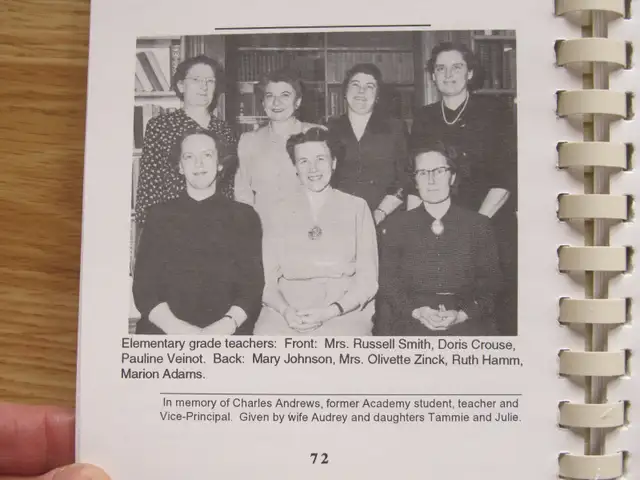 Elementary grade teachers: Front: Mrs. Russell Smith, Doris Crouse,
Pauline Veinot. Back: Mary Johnson, Mrs. Olivette Zinck, Ruth Hamm,
Marion Adams.
In memory of Charles Andrews, former Academy student, teacher and
Vice-Principal. Given by wife Audrey and daughters Tammie and Julie.
72